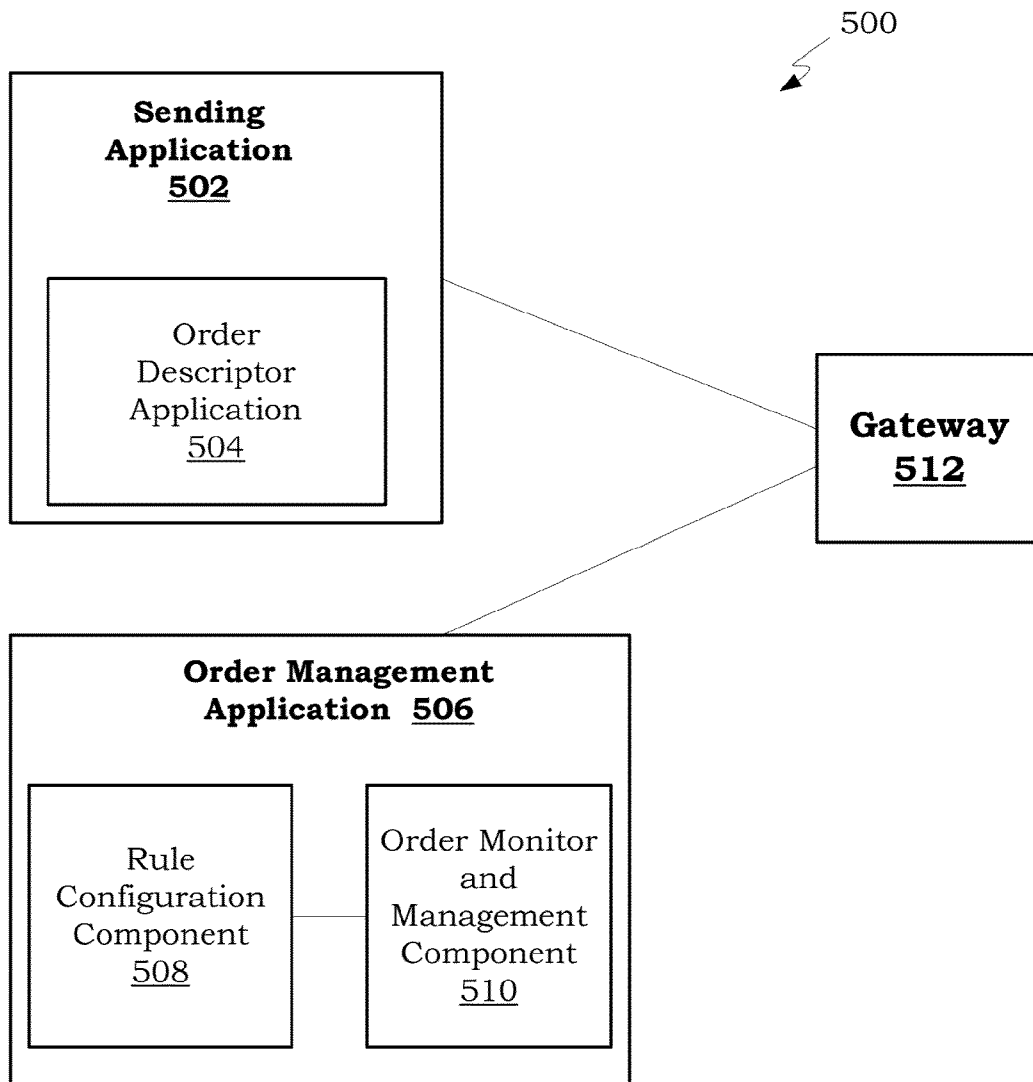 500
Sending
Application
502
Order
Descriptor
Application
504
Gateway
512
Order Management
Application 506
Rule
Configuration
Component
508
Order Monitor
and
Management
Component
510